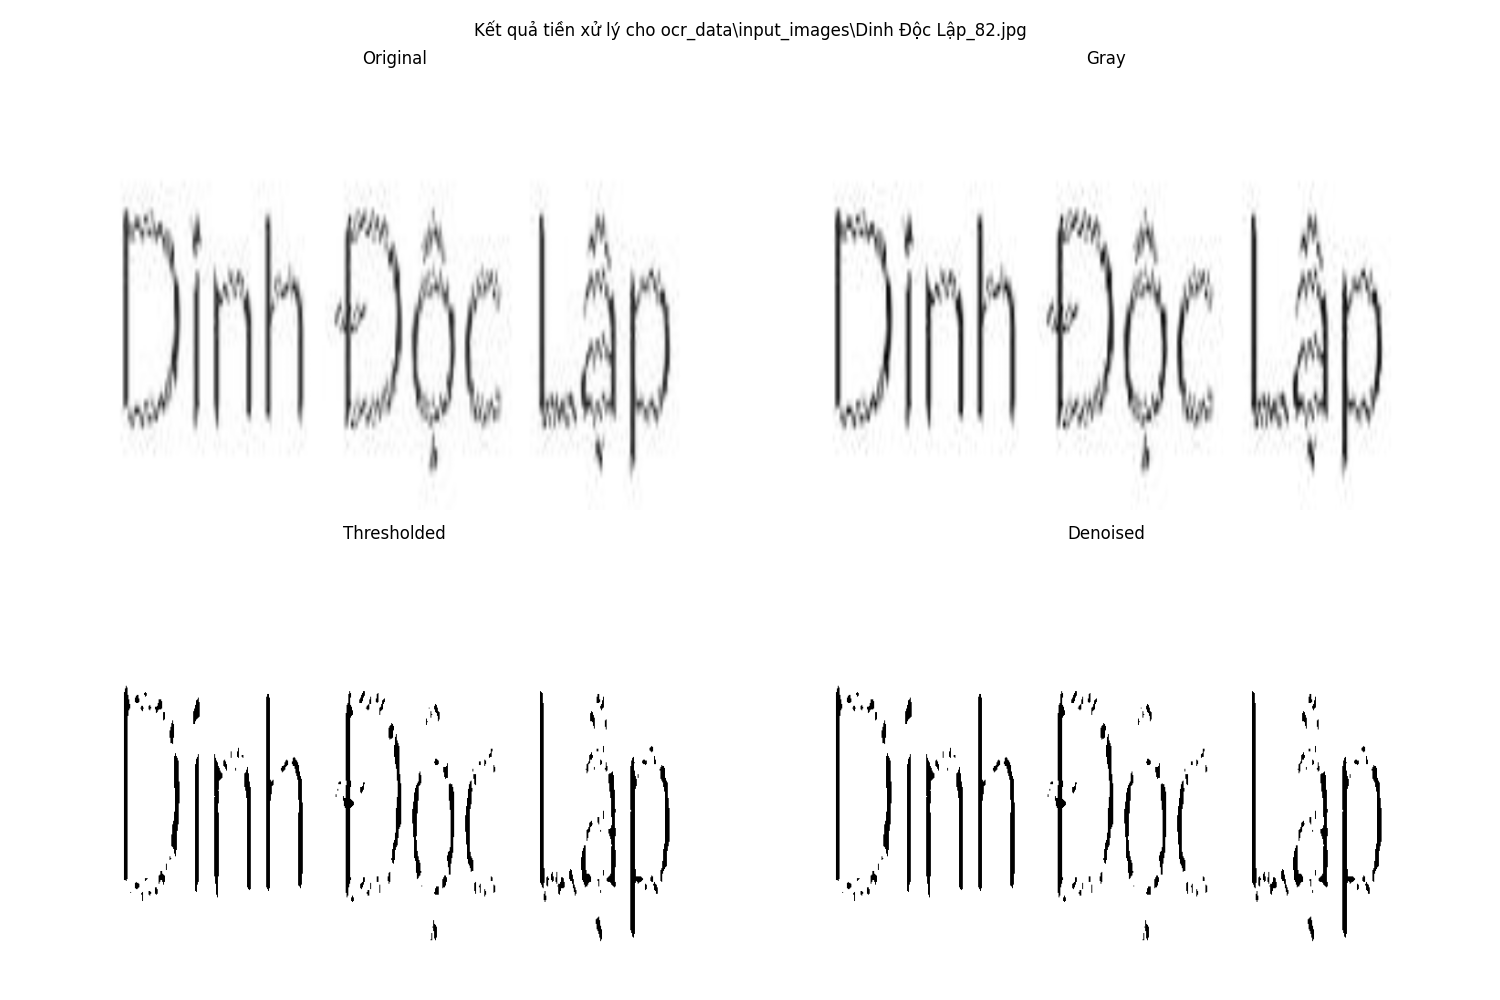 Kết quả tiền xử lý cho ocr_data\input_images\Dinh Độc Lập_82.jpg
Original
Gray
Dinh Độc Lập
Dinh Độc Lập
Thresholded
Denoised
Dinh Độc Lập
Dinh Độc Lập